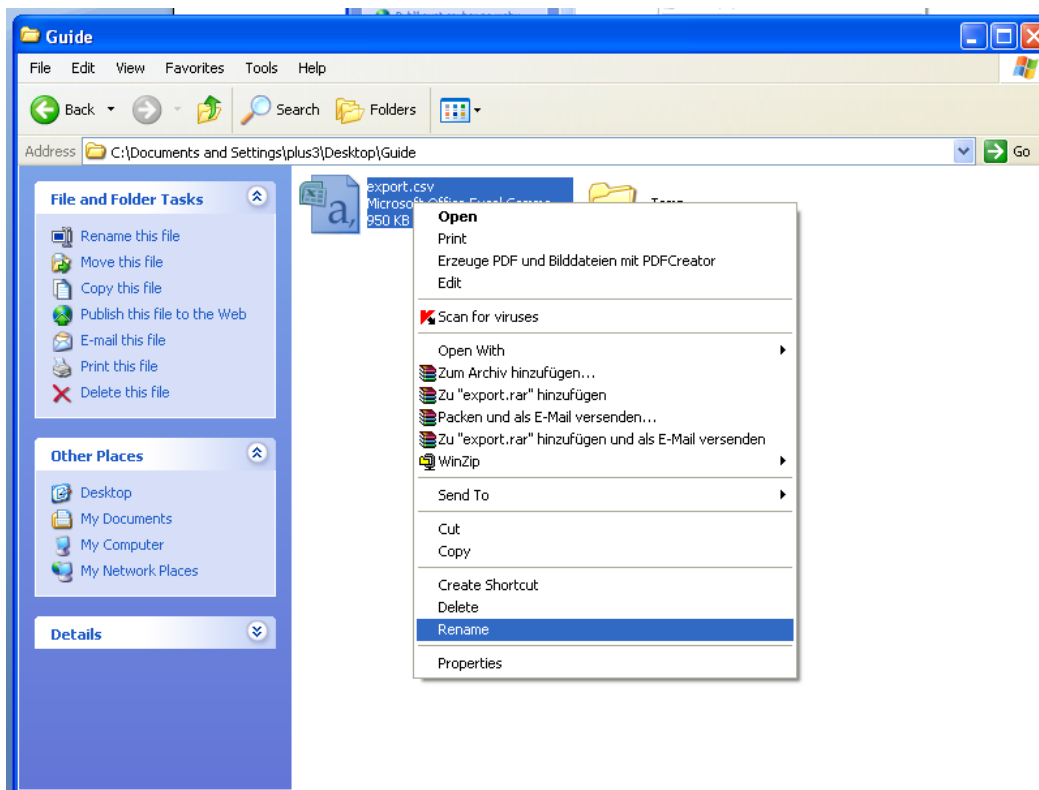 Guide
File Edit View Favorites Tools Help
Back Search Folders
Address C:\Documents and Settings\plus3\Desktop\Guide Go
File and Folder Tasks
Rename this file
Move this file
Copy this file
Publish this file to the Web
E-mail this file
Print this file
Delete this file
Other Places
Desktop
My Documents
My Computer
My Network Places
Details
export.csv
Microsoft Office Excel Comma
950 KB
Open
Print
Erzeuge PDF und Bilddateien mit PDFCreator
Edit
Scan for viruses
Open With
Zum Archiv hinzufügen...
Zu "export.rar" hinzufügen
Packen und als E-Mail versenden...
Zu "export.rar" hinzufügen und als E-Mail versenden
WinZip
Send To
Cut
Copy
Create Shortcut
Delete
Rename
Properties